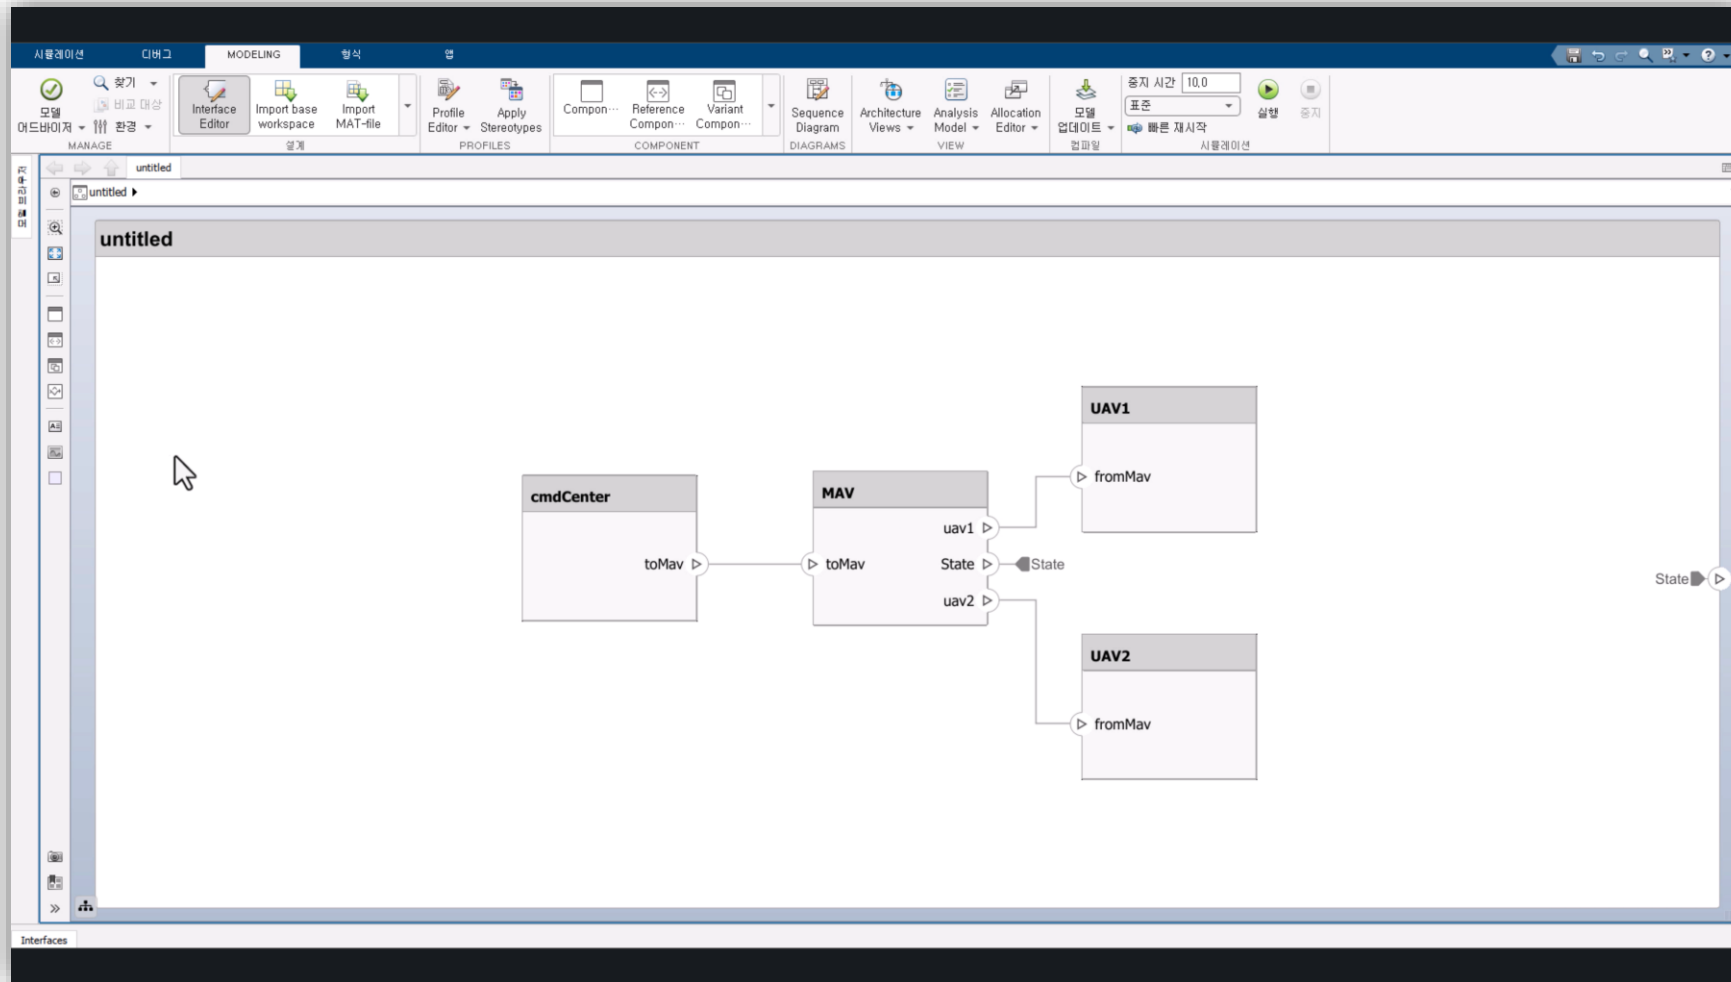 시뮬레이션 디버그 MODELING 형식 앱
모델
어드바이저
찾기
비교 대상
환경
MANAGE
Interface
Editor
Import base
workspace
Import
MAT-file
설계
Profile
Editor
Apply
Stereotypes
PROFILES
Compon···
Reference
Compon···
Variant
Compon···
COMPONENT
Sequence
Diagram
DIAGRAMS
Architecture
Views
Analysis
Model
Allocation
Editor
VIEW
모델
업데이트
컴파일
중지 시간 10.0
표준
빠른 재시작
실행
중지
시뮬레이션
untitled
untitled
untitled
UAV1
fromMav
cmdCenter
toMav
MAV
uav1
toMav
State
uav2
State
State
UAV2
fromMav
Interfaces